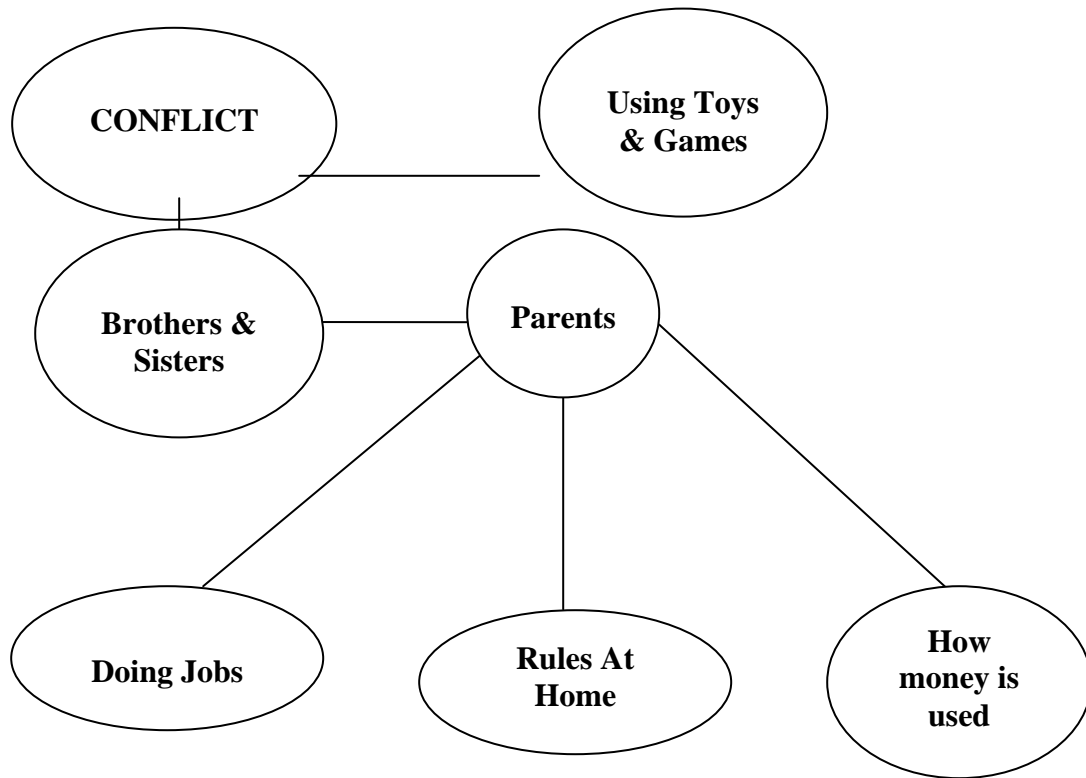 CONFLICT
Using Toys
& Games
Brothers &
Sisters
Parents
Doing Jobs
Rules At
Home
How
money is
used